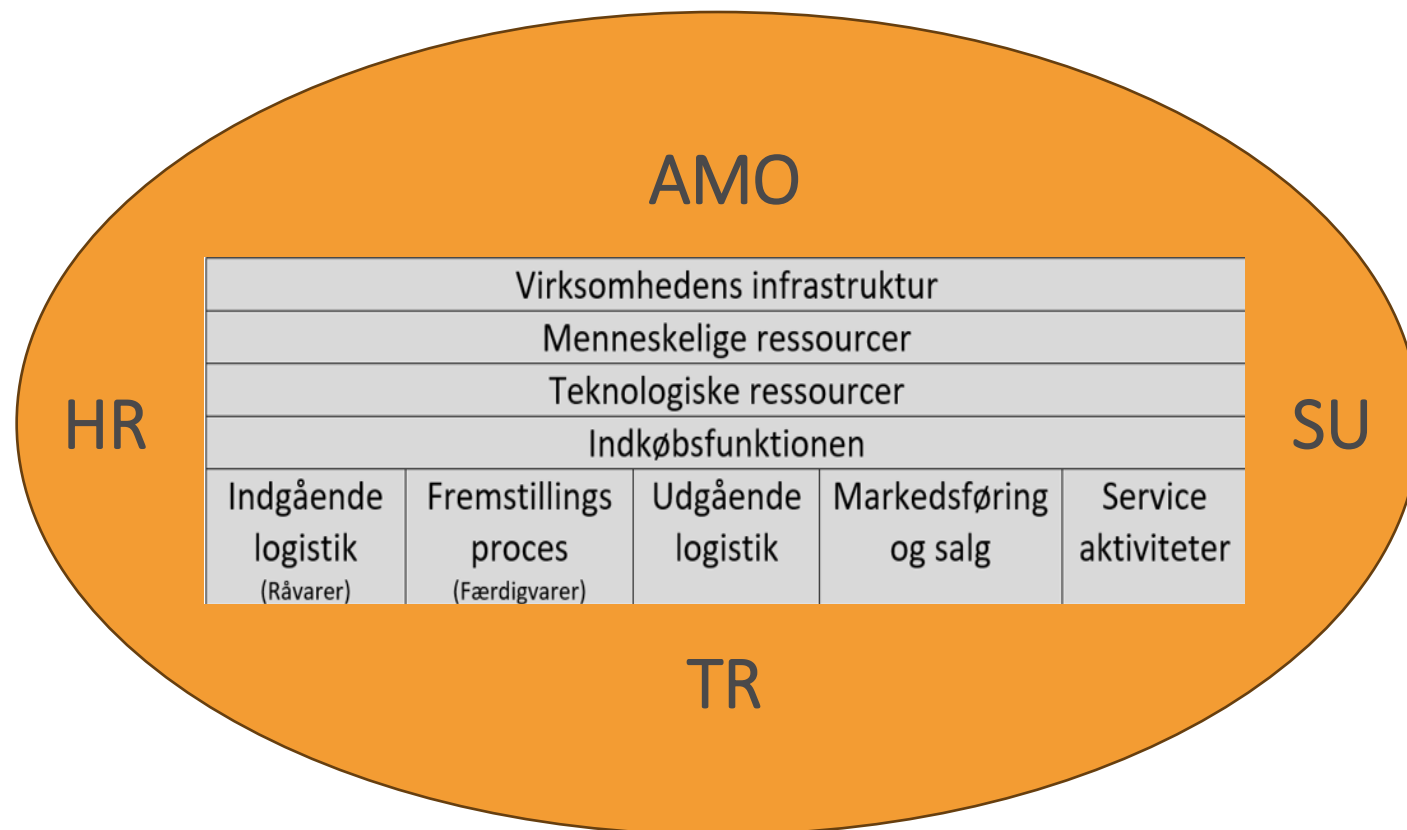 AMO
Virksomhedens infrastruktur
Menneskelige ressourcer
Teknologiske ressourcer
Indkøbsfunktionen
HR
SU
Indgående
logistik
(Råvarer)
Fremstillings
proces
(Færdigvarer)
Udgående
logistik
Markedsføring
og salg
Service
aktiviteter
TR